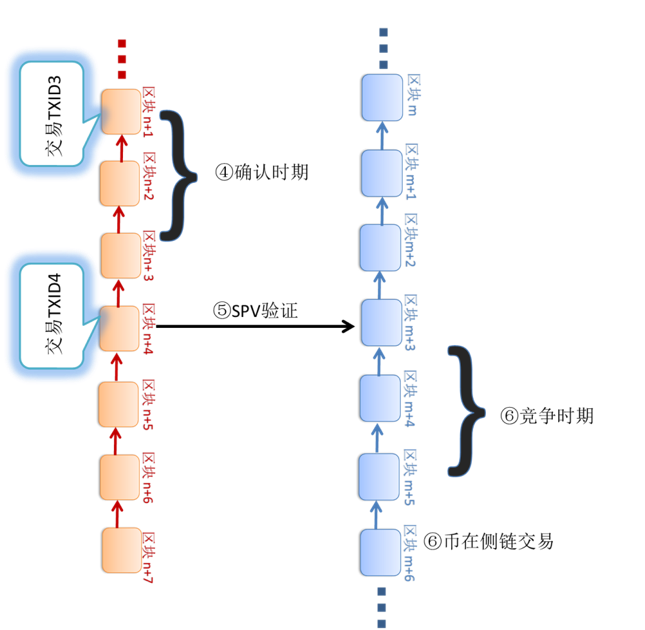 交易TXID3
区块 n+1
区块n+2
区块n+ 3
交易TXID4
区块 n+4
区块 n+5
区块 n+6
区块 n+7
④确认时期
⑤SPV验证
区块 m
区块 m+1
区块m+2
区块 m+3
区块 m+4
区块 m+5
区块 m+6
⑥竞争时期
⑥币在侧链交易